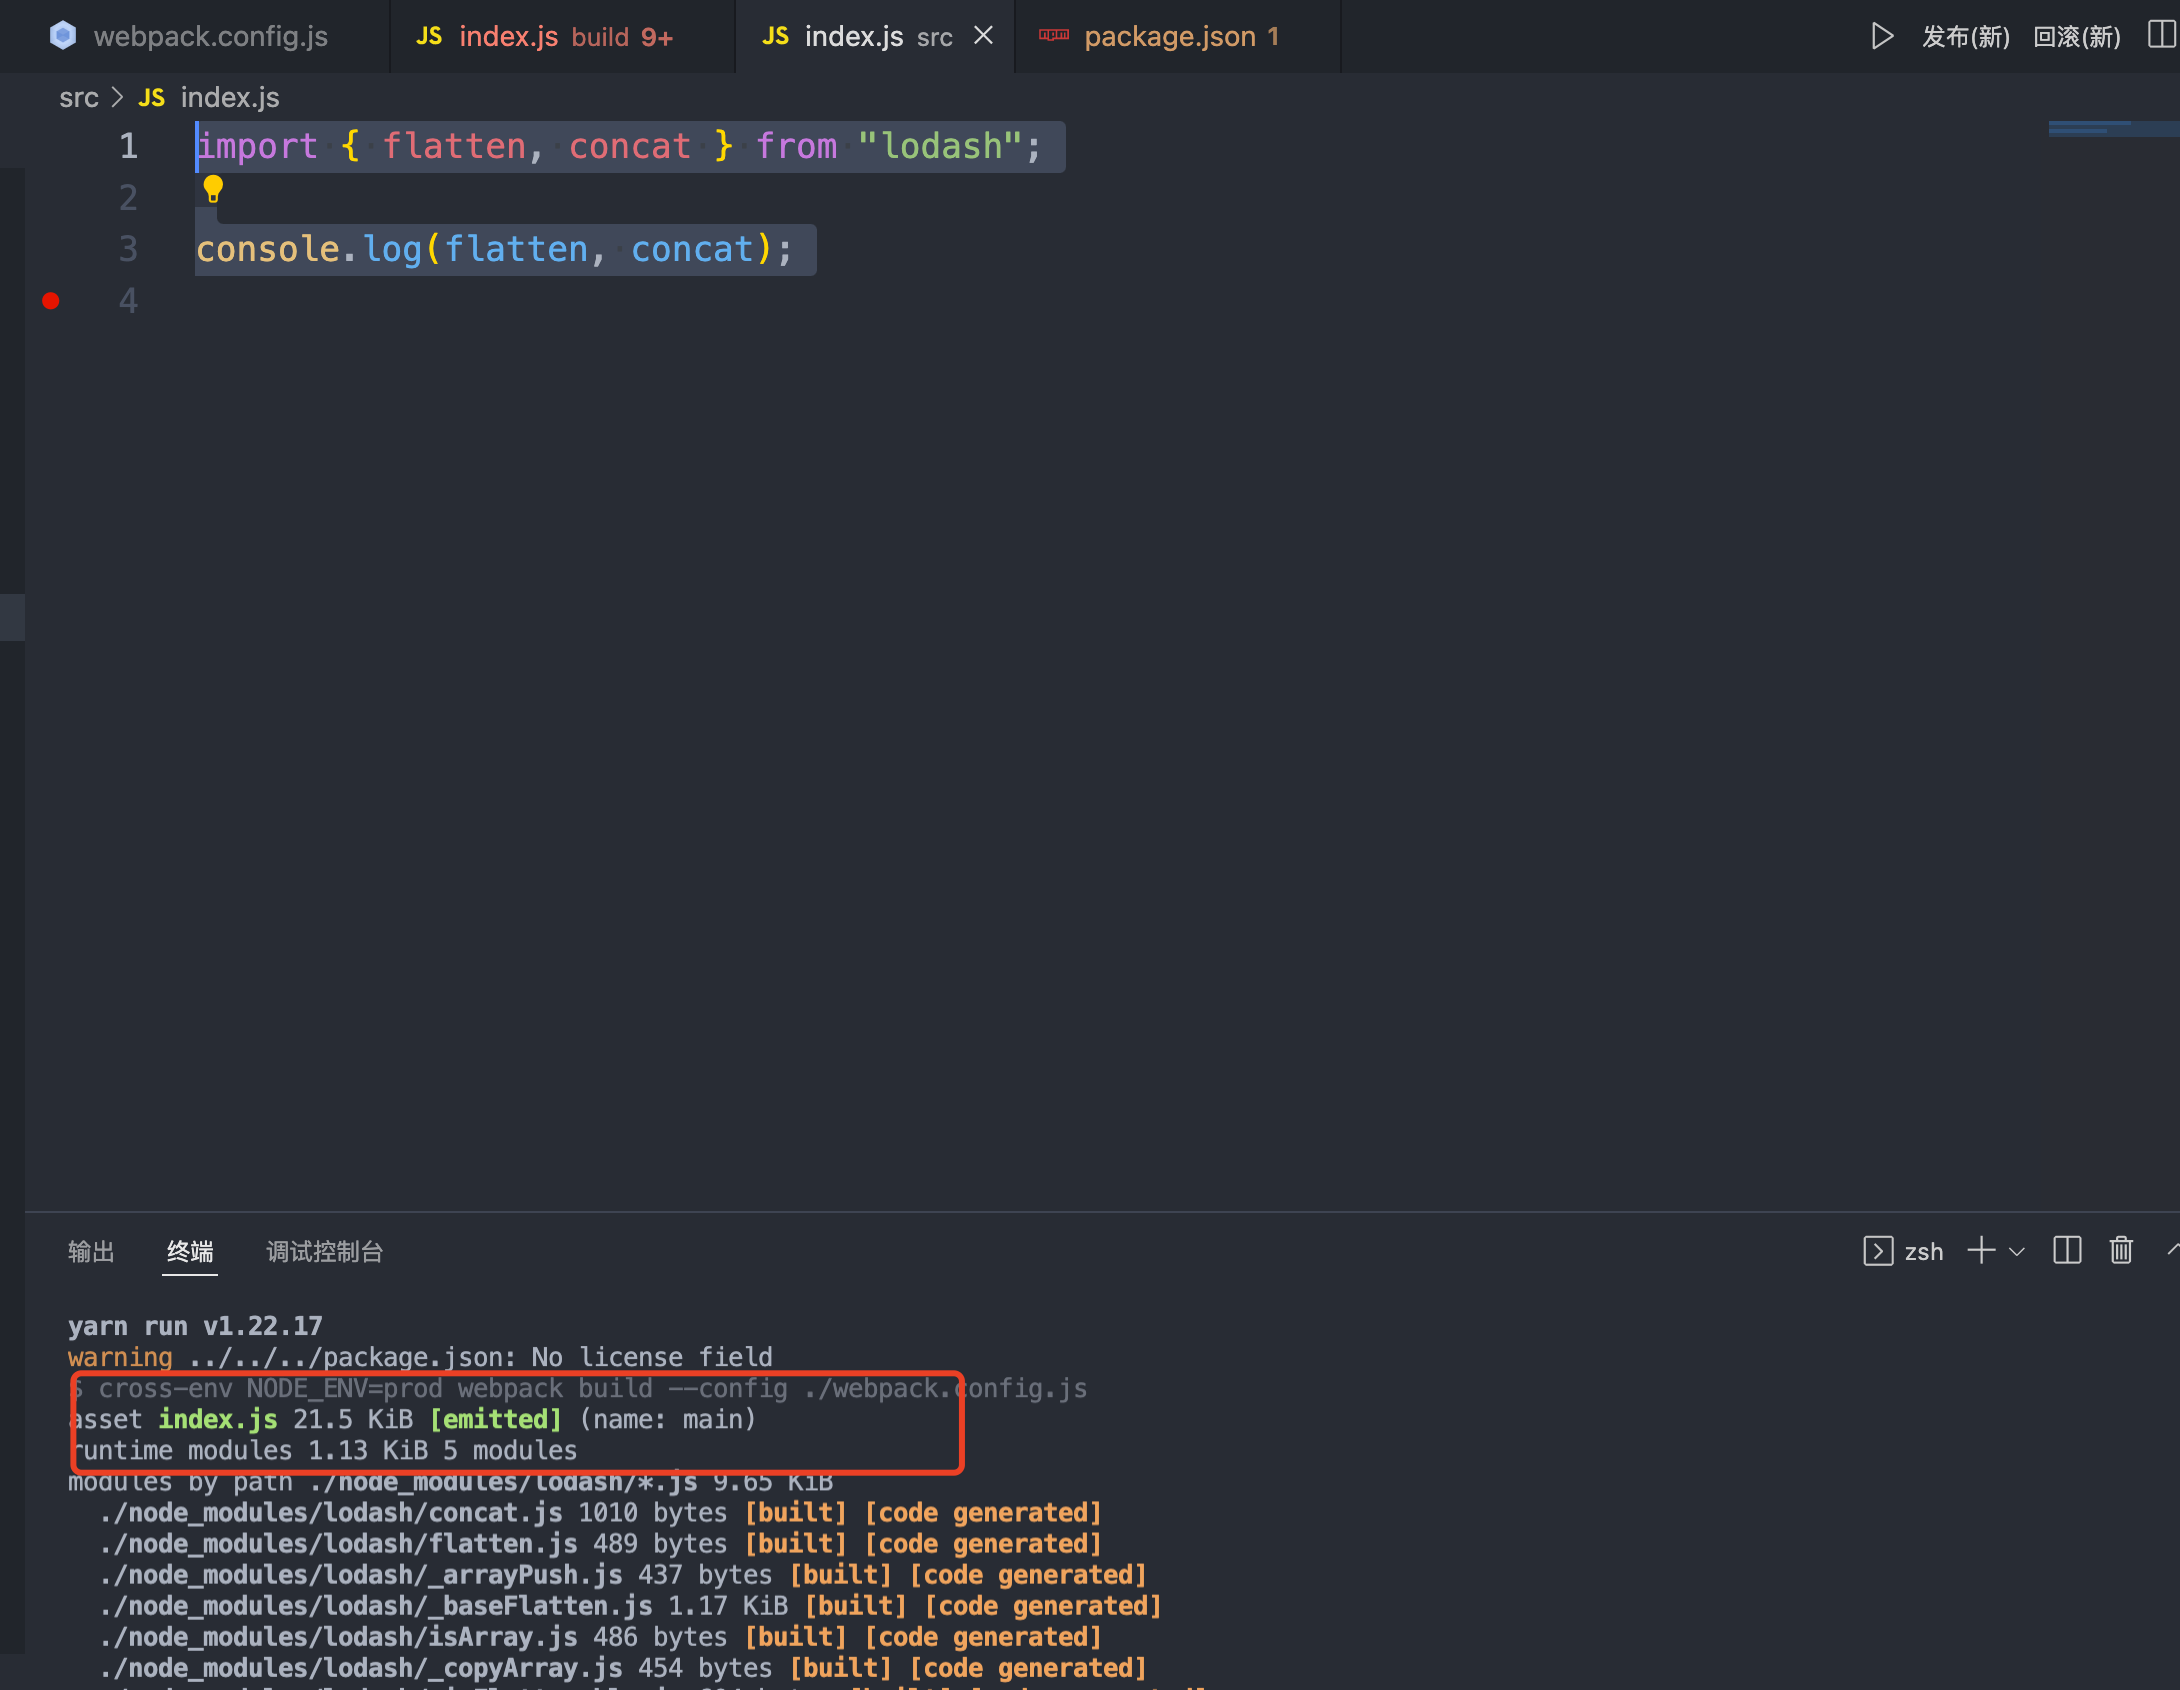 webpack.config.js
JS index.js build 9+
JS index.js src
package.json 1
发布(新) 回滚(新)
src JS index.js
1 import { flatten, concat } from "lodash";
2
3 console.log(flatten, concat);
4
输出 终端 调试控制台
zsh
yarn run v1.22.17
warning ../../../package.json: No license field
$ cross-env NODE_ENV=prod webpack build --config ./webpack.config.js
asset index.js 21.5 KiB [emitted] (name: main)
runtime modules 1.13 KiB 5 modules
modules by path ./node_modules/lodash/*.js 9.65 KiB
./node_modules/lodash/concat.js 1010 bytes [built] [code generated]
./node_modules/lodash/flatten.js 489 bytes [built] [code generated]
./node_modules/lodash/_arrayPush.js 437 bytes [built] [code generated]
./node_modules/lodash/_baseFlatten.js 1.17 KiB [built] [code generated]
./node_modules/lodash/isArray.js 486 bytes [built] [code generated]
./node_modules/lodash/_copyArray.js 454 bytes [built] [code generated]